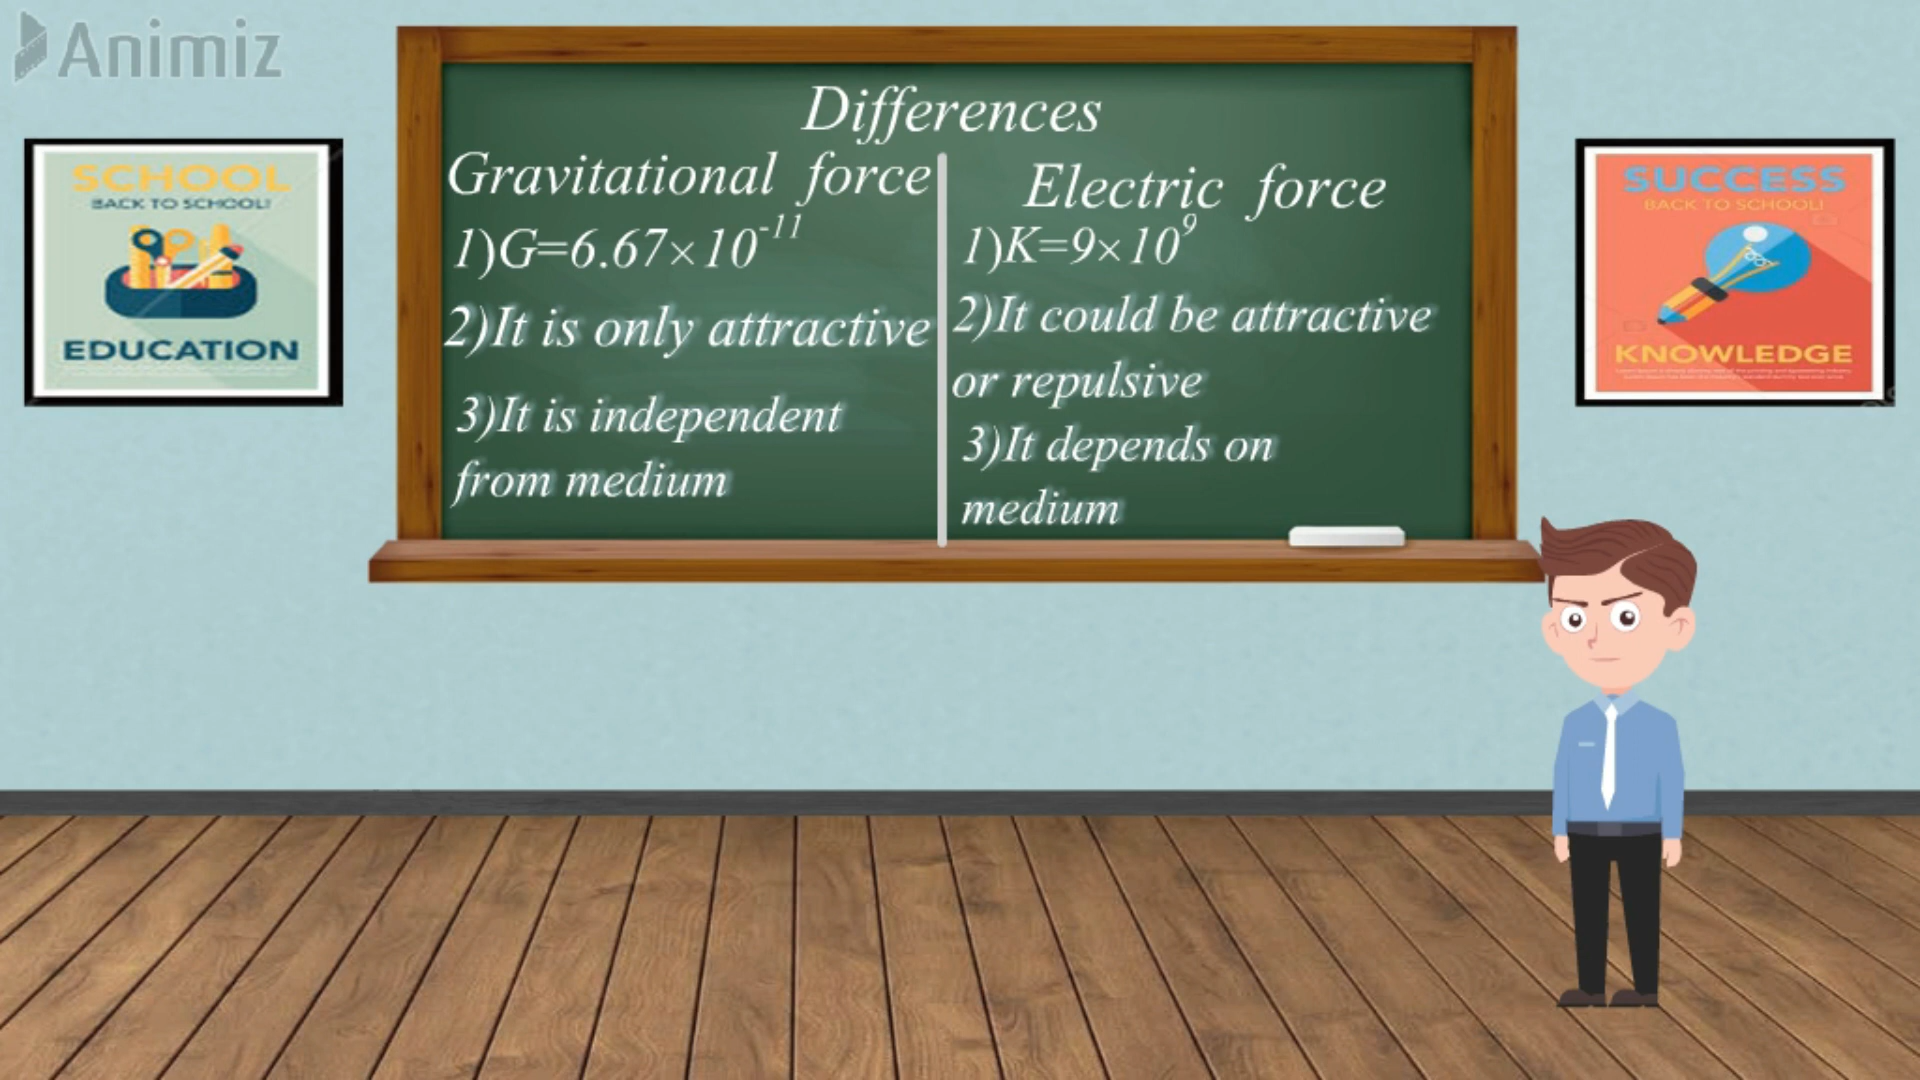 Animiz
Differences
Gravitational force
1)G=6.67×10⁻¹¹
2)It is only attractive
3)It is independent
from medium
Electric force
1)K=9×10⁹
2)It could be attractive
or repulsive
3)It depends on
medium
SCHOOL
BACK TO SCHOOL!
EDUCATION
SUCCESS
BACK TO SCHOOL!
KNOWLEDGE